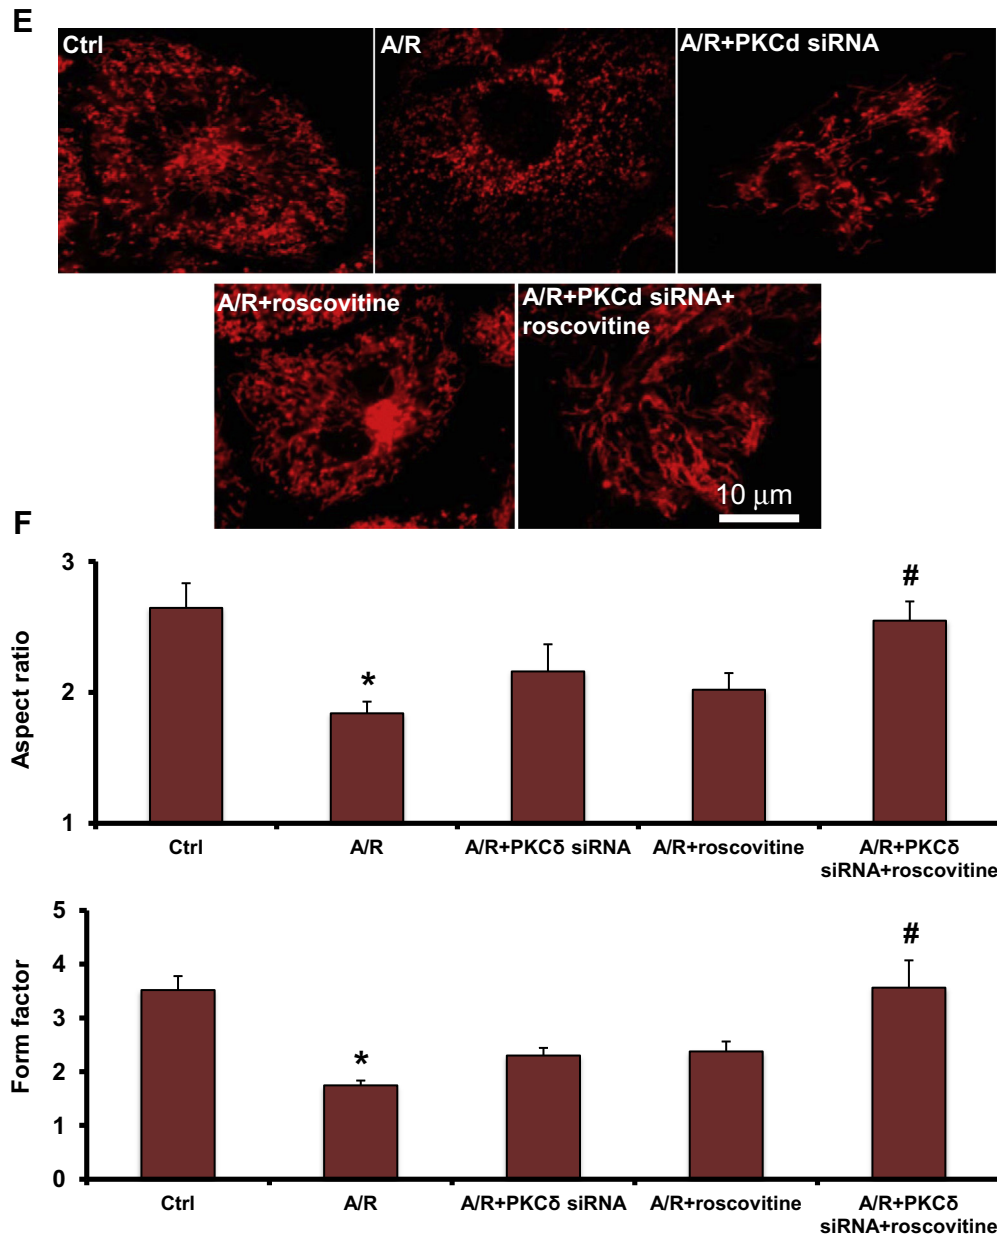 E
Ctrl
A/R
A/R+PKCd siRNA
A/R+roscovitine
A/R+PKCd siRNA+
roscovitine
10 μm
F
Aspect ratio
3
2
1
*
#
Ctrl
A/R
A/R+PKCδ siRNA
A/R+roscovitine
A/R+PKCδ
siRNA+roscovitine
Form factor
5
4
3
2
1
0
*
#
Ctrl
A/R
A/R+PKCδ siRNA
A/R+roscovitine
A/R+PKCδ
siRNA+roscovitine